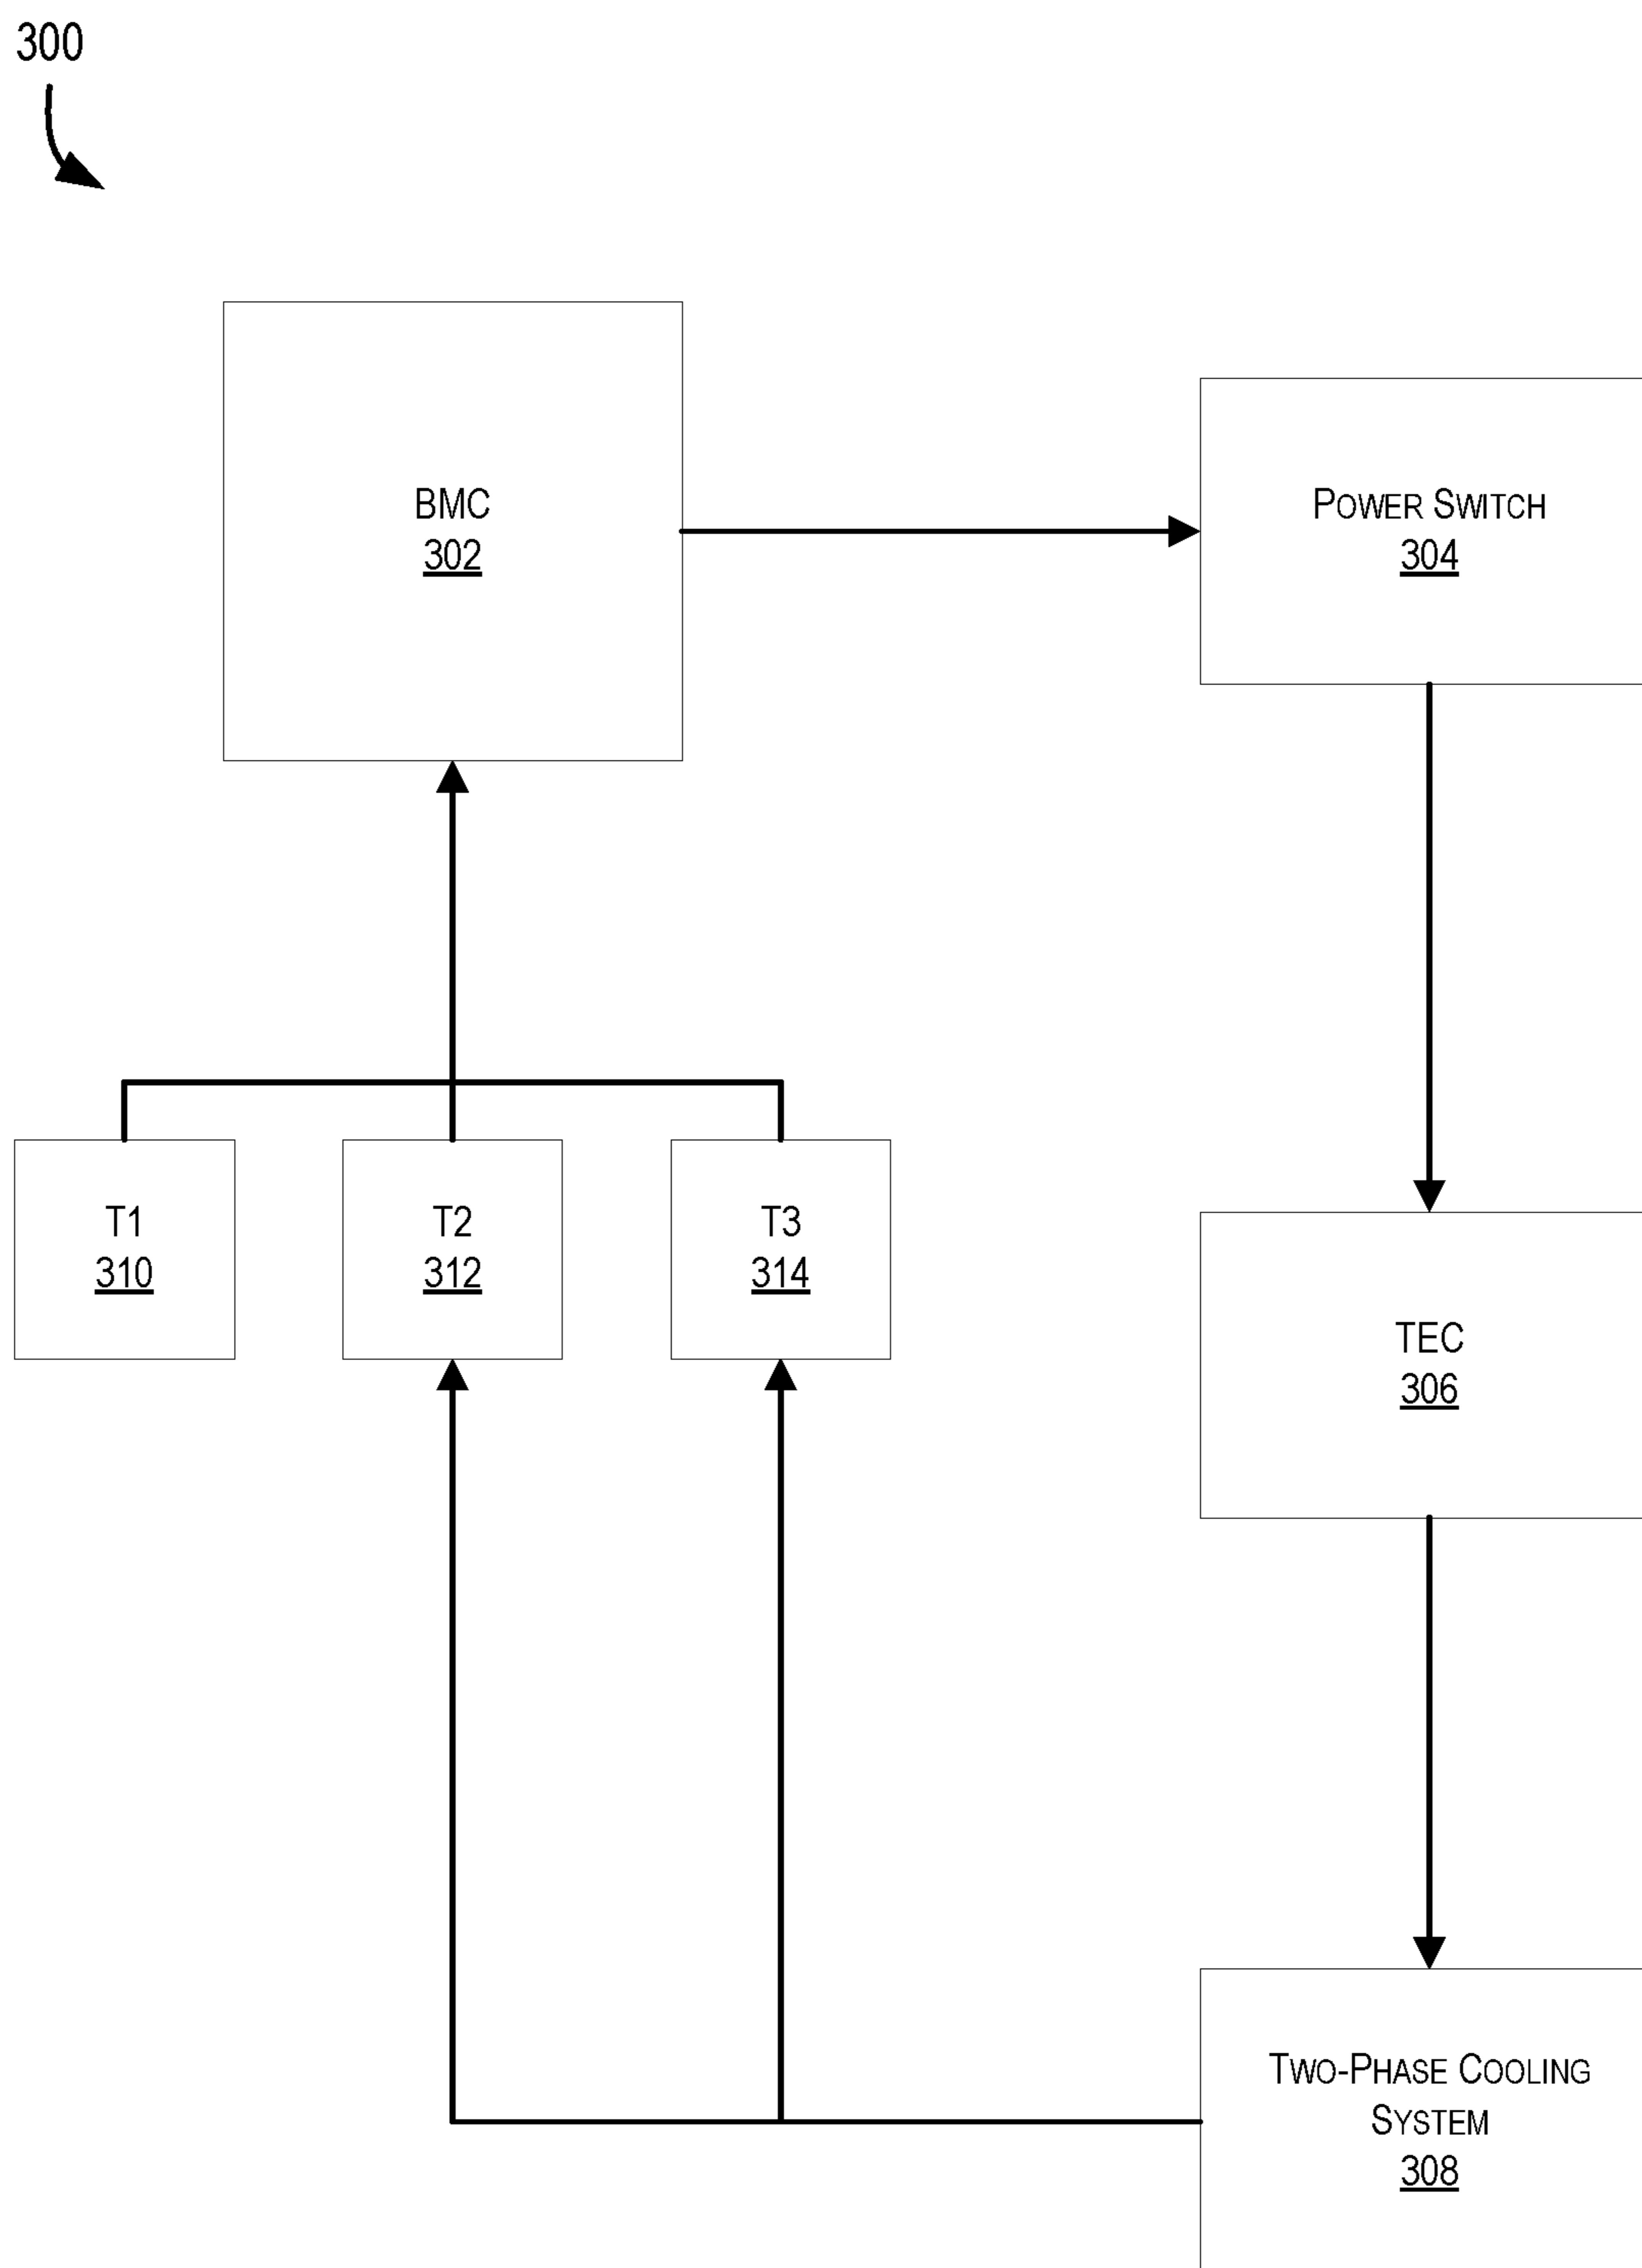 300
BMC
302
POWER SWITCH
304
T1
310
T2
312
T3
314
TEC
306
TWO-PHASE COOLING
SYSTEM
308